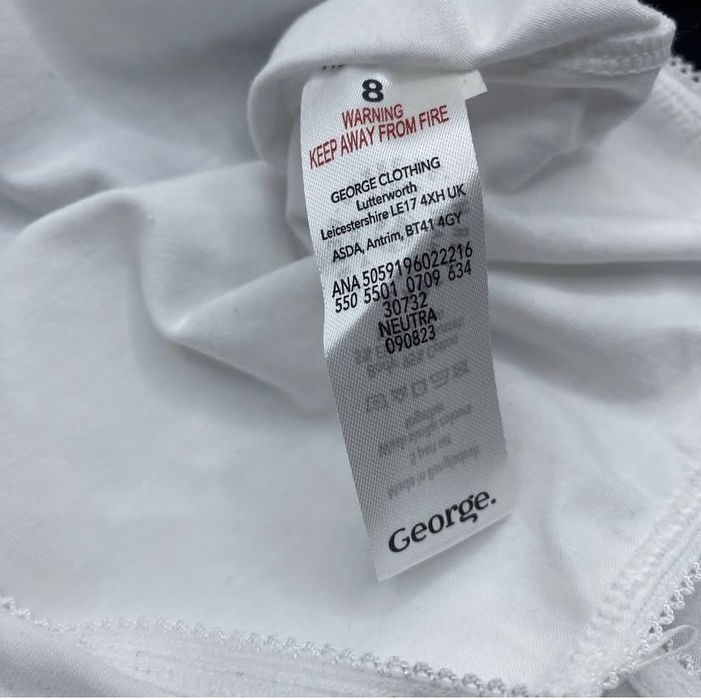 8
WARNING
KEEP AWAY FROM FIRE
GEORGE CLOTHING
Lutterworth
Leicestershire LE17 4XH UK
ASDA, Antrim, BT41 4GY
ANA 5059196022216
550 5501 0709 634
30732
NEUTRA
090823
George.